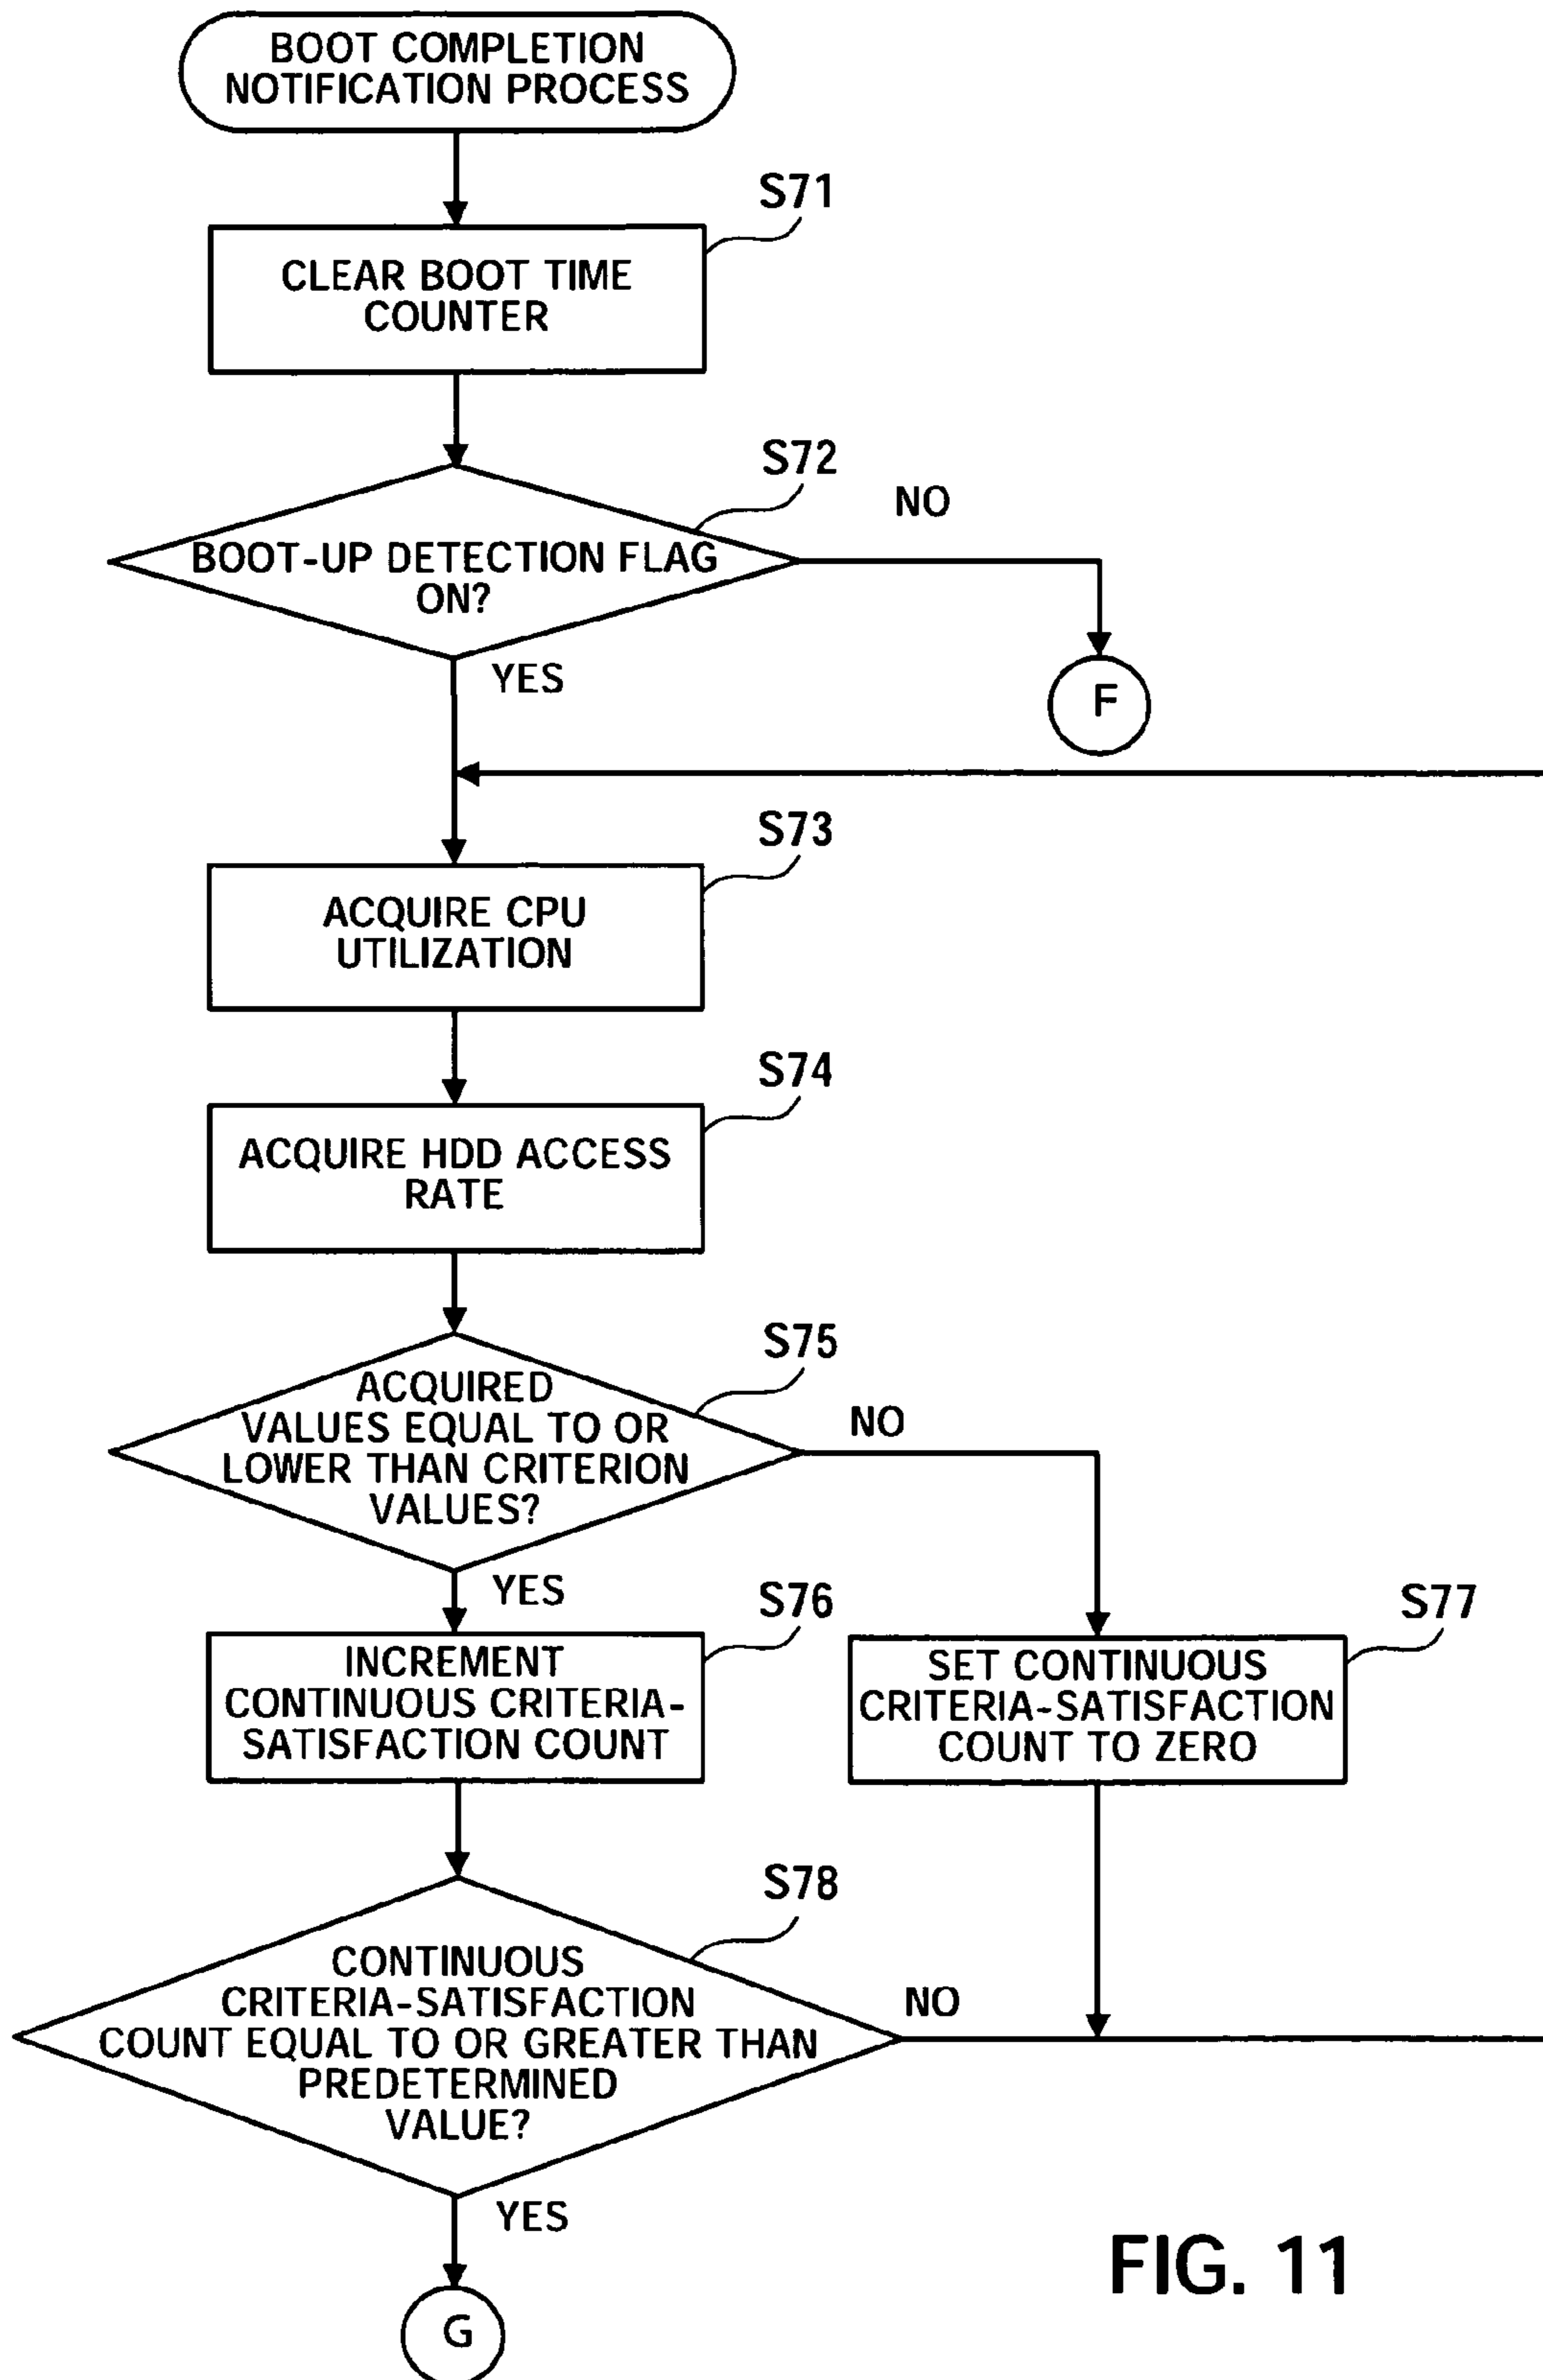 BOOT COMPLETION
NOTIFICATION PROCESS
S71
CLEAR BOOT TIME
COUNTER
S72
NO
BOOT-UP DETECTION FLAG
ON?
YES
F
S73
ACQUIRE CPU
UTILIZATION
S74
ACQUIRE HDD ACCESS
RATE
S75
ACQUIRED
VALUES EQUAL TO OR
LOWER THAN CRITERION
VALUES?
NO
YES
S76
INCREMENT
CONTINUOUS CRITERIA-
SATISFACTION COUNT
S77
SET CONTINUOUS
CRITERIA-SATISFACTION
COUNT TO ZERO
S78
CONTINUOUS
CRITERIA-SATISFACTION
COUNT EQUAL TO OR GREATER THAN
PREDETERMINED
VALUE?
NO
YES
G
FIG. 11